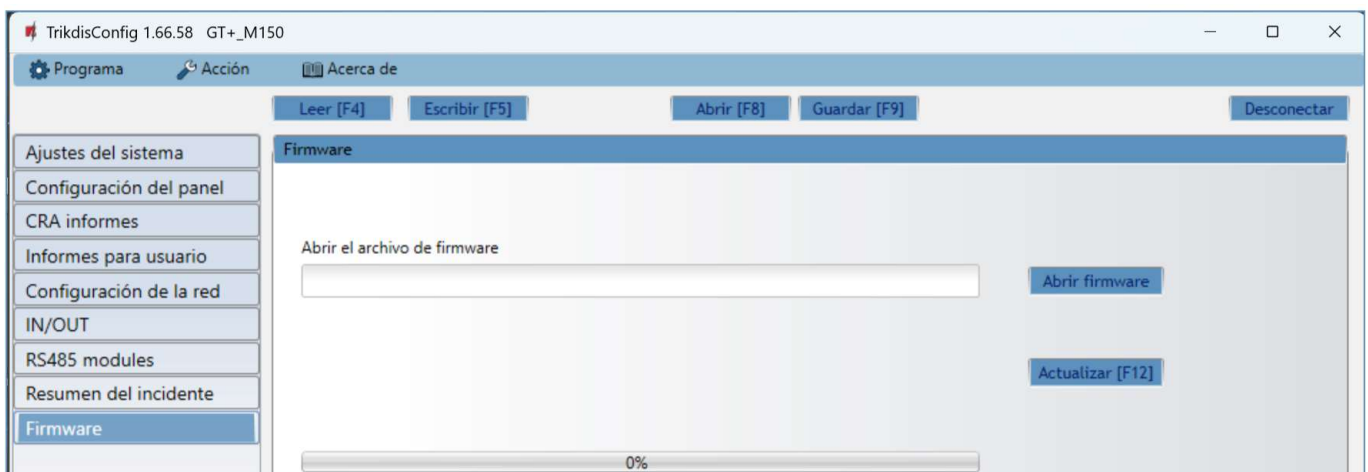 TrikdisConfig 1.66.58 GT+_M150
Programa Acción Acerca de
Leer [F4] Escribir [F5] Abrir [F8] Guardar [F9] Desconectar
Ajustes del sistema
Configuración del panel
CRA informes
Informes para usuario
Configuración de la red
IN/OUT
RS485 modules
Resumen del incidente
Firmware
Firmware
Abrir el archivo de firmware
Abrir firmware
Actualizar [F12]
0%